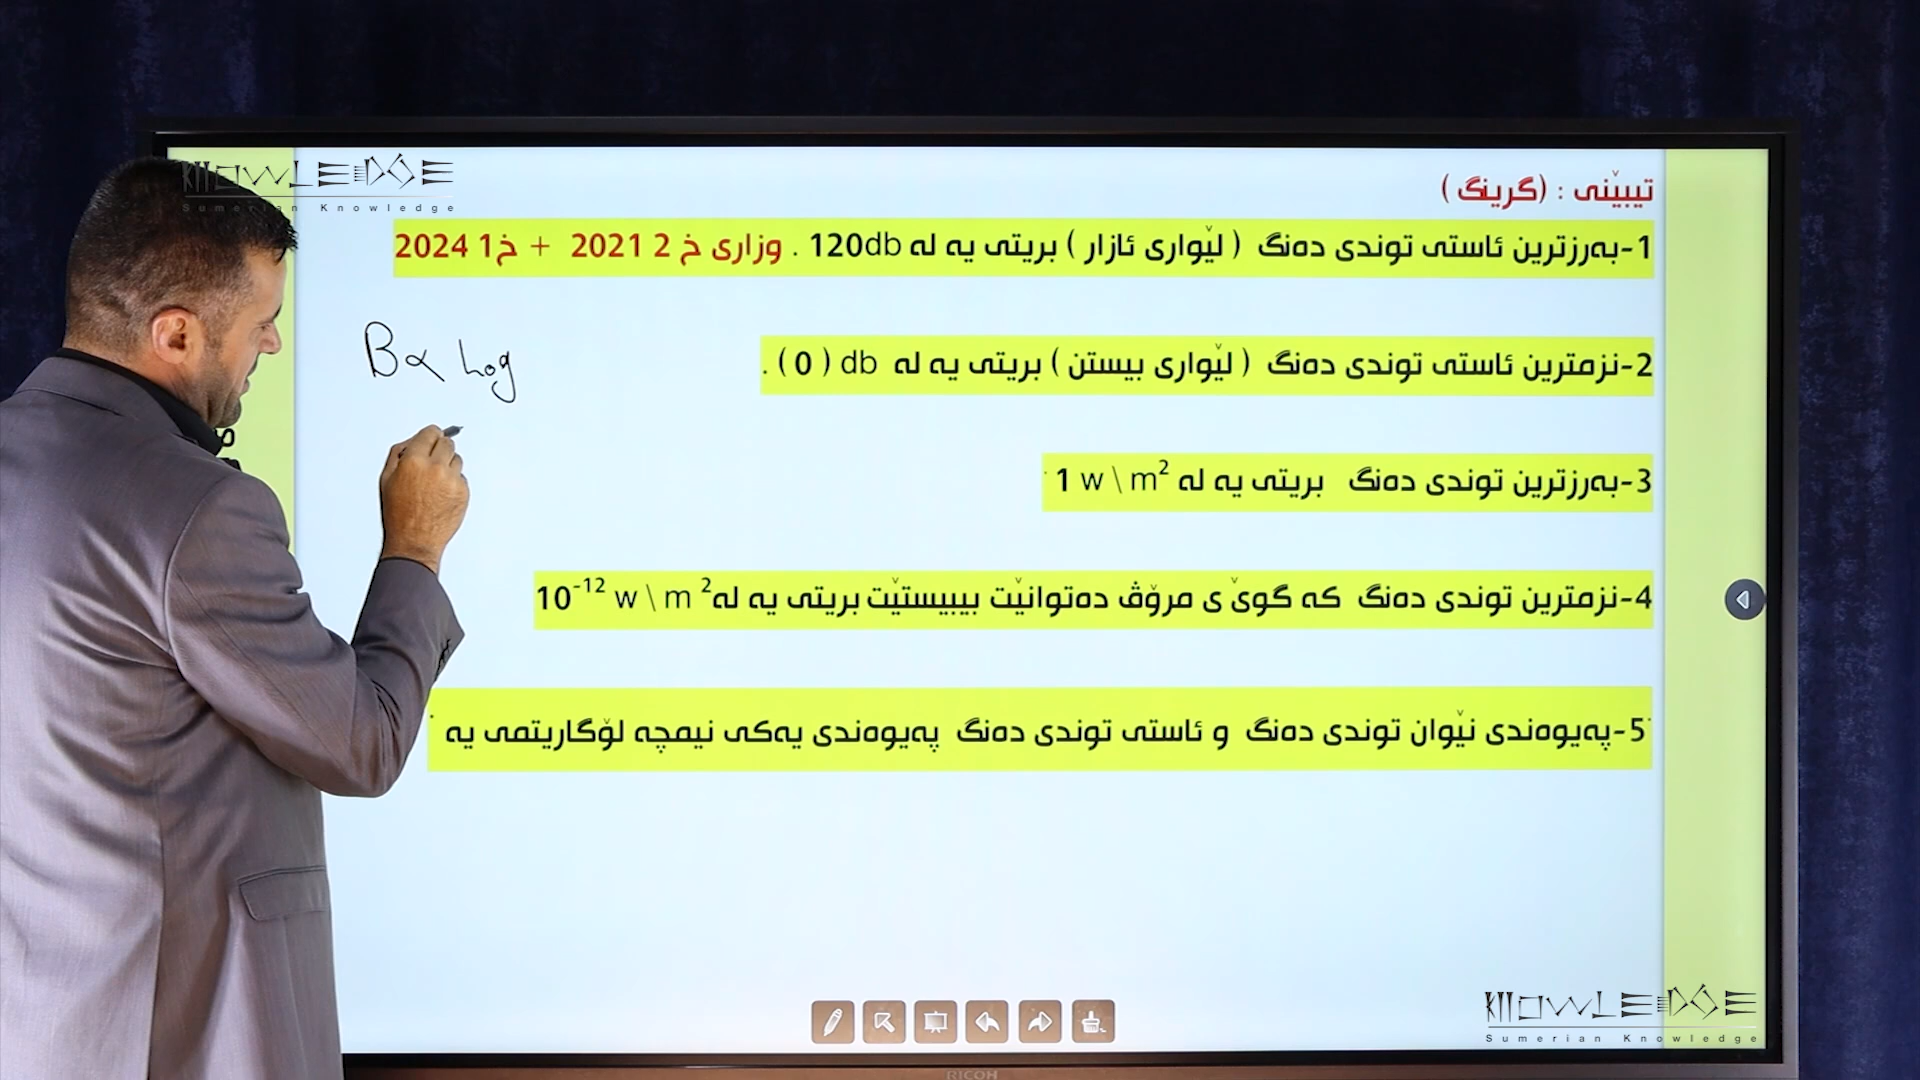 KNOWLEDGE
Sumerian Knowledge
تیبینی : (گرینگ )
1-بەرزترین ئاستی توندی دەنگ ( لێواری ئازار ) بریتی یە لە 120db . وزاری خ 2 2021 + خ1 2024
2-نزمترین ئاستی توندی دەنگ ( لێواری بیستن ) بریتی یە لە db ( 0 ) .
B∝ Log
3-بەرزترین توندی دەنگ بریتی یە لە 1 w \ m²
4-نزمترین توندی دەنگ کە گوێ ی مرۆڤ دەتوانێت بیبیستێت بریتی یە لە 10⁻¹² w \ m ²
5-پەیوەندی نێوان توندی دەنگ و ئاستی توندی دەنگ پەیوەندی یەکی نیمچە لۆگاریتمی یە
KNOWLEDGE
Sumerian Knowledge
RICOH